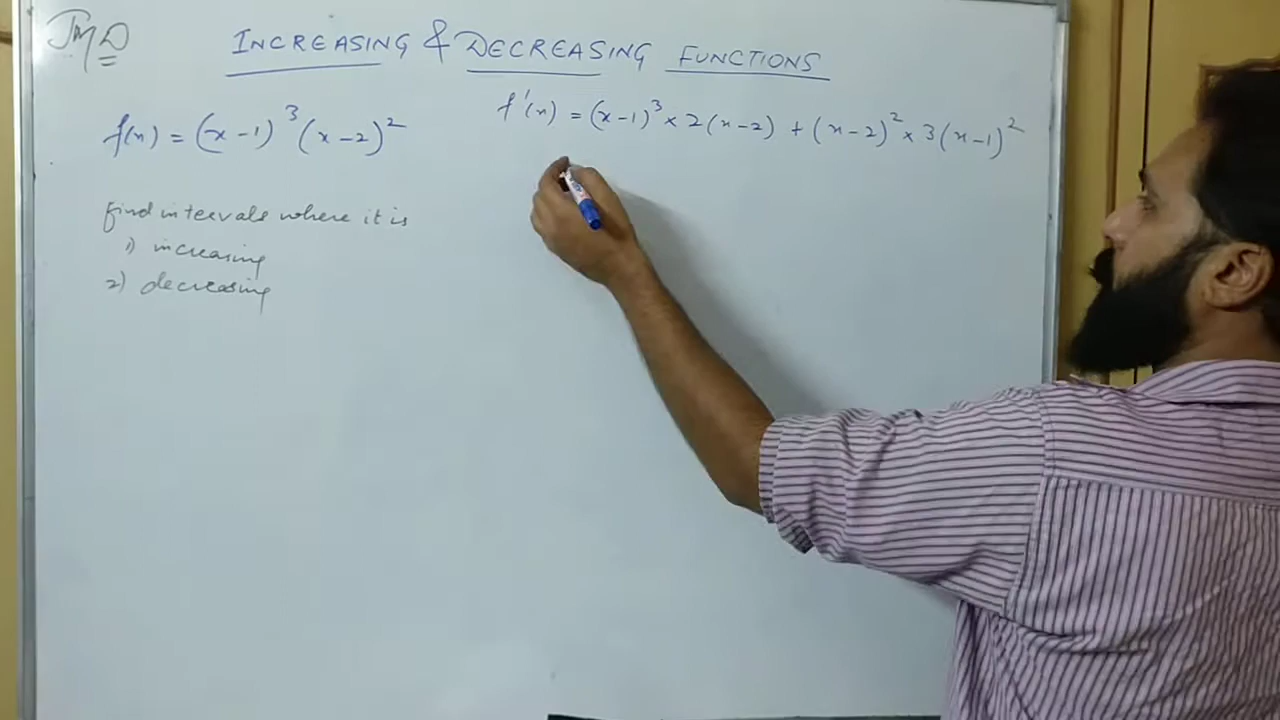 JMD
INCREASING & DECREASING FUNCTIONS
f(x) = (x-1)³(x-2)²
f'(x) = (x-1)³ × 2(x-2) + (x-2)² × 3(x-1)²
find intervals where it is
1) increasing
2) decreasing